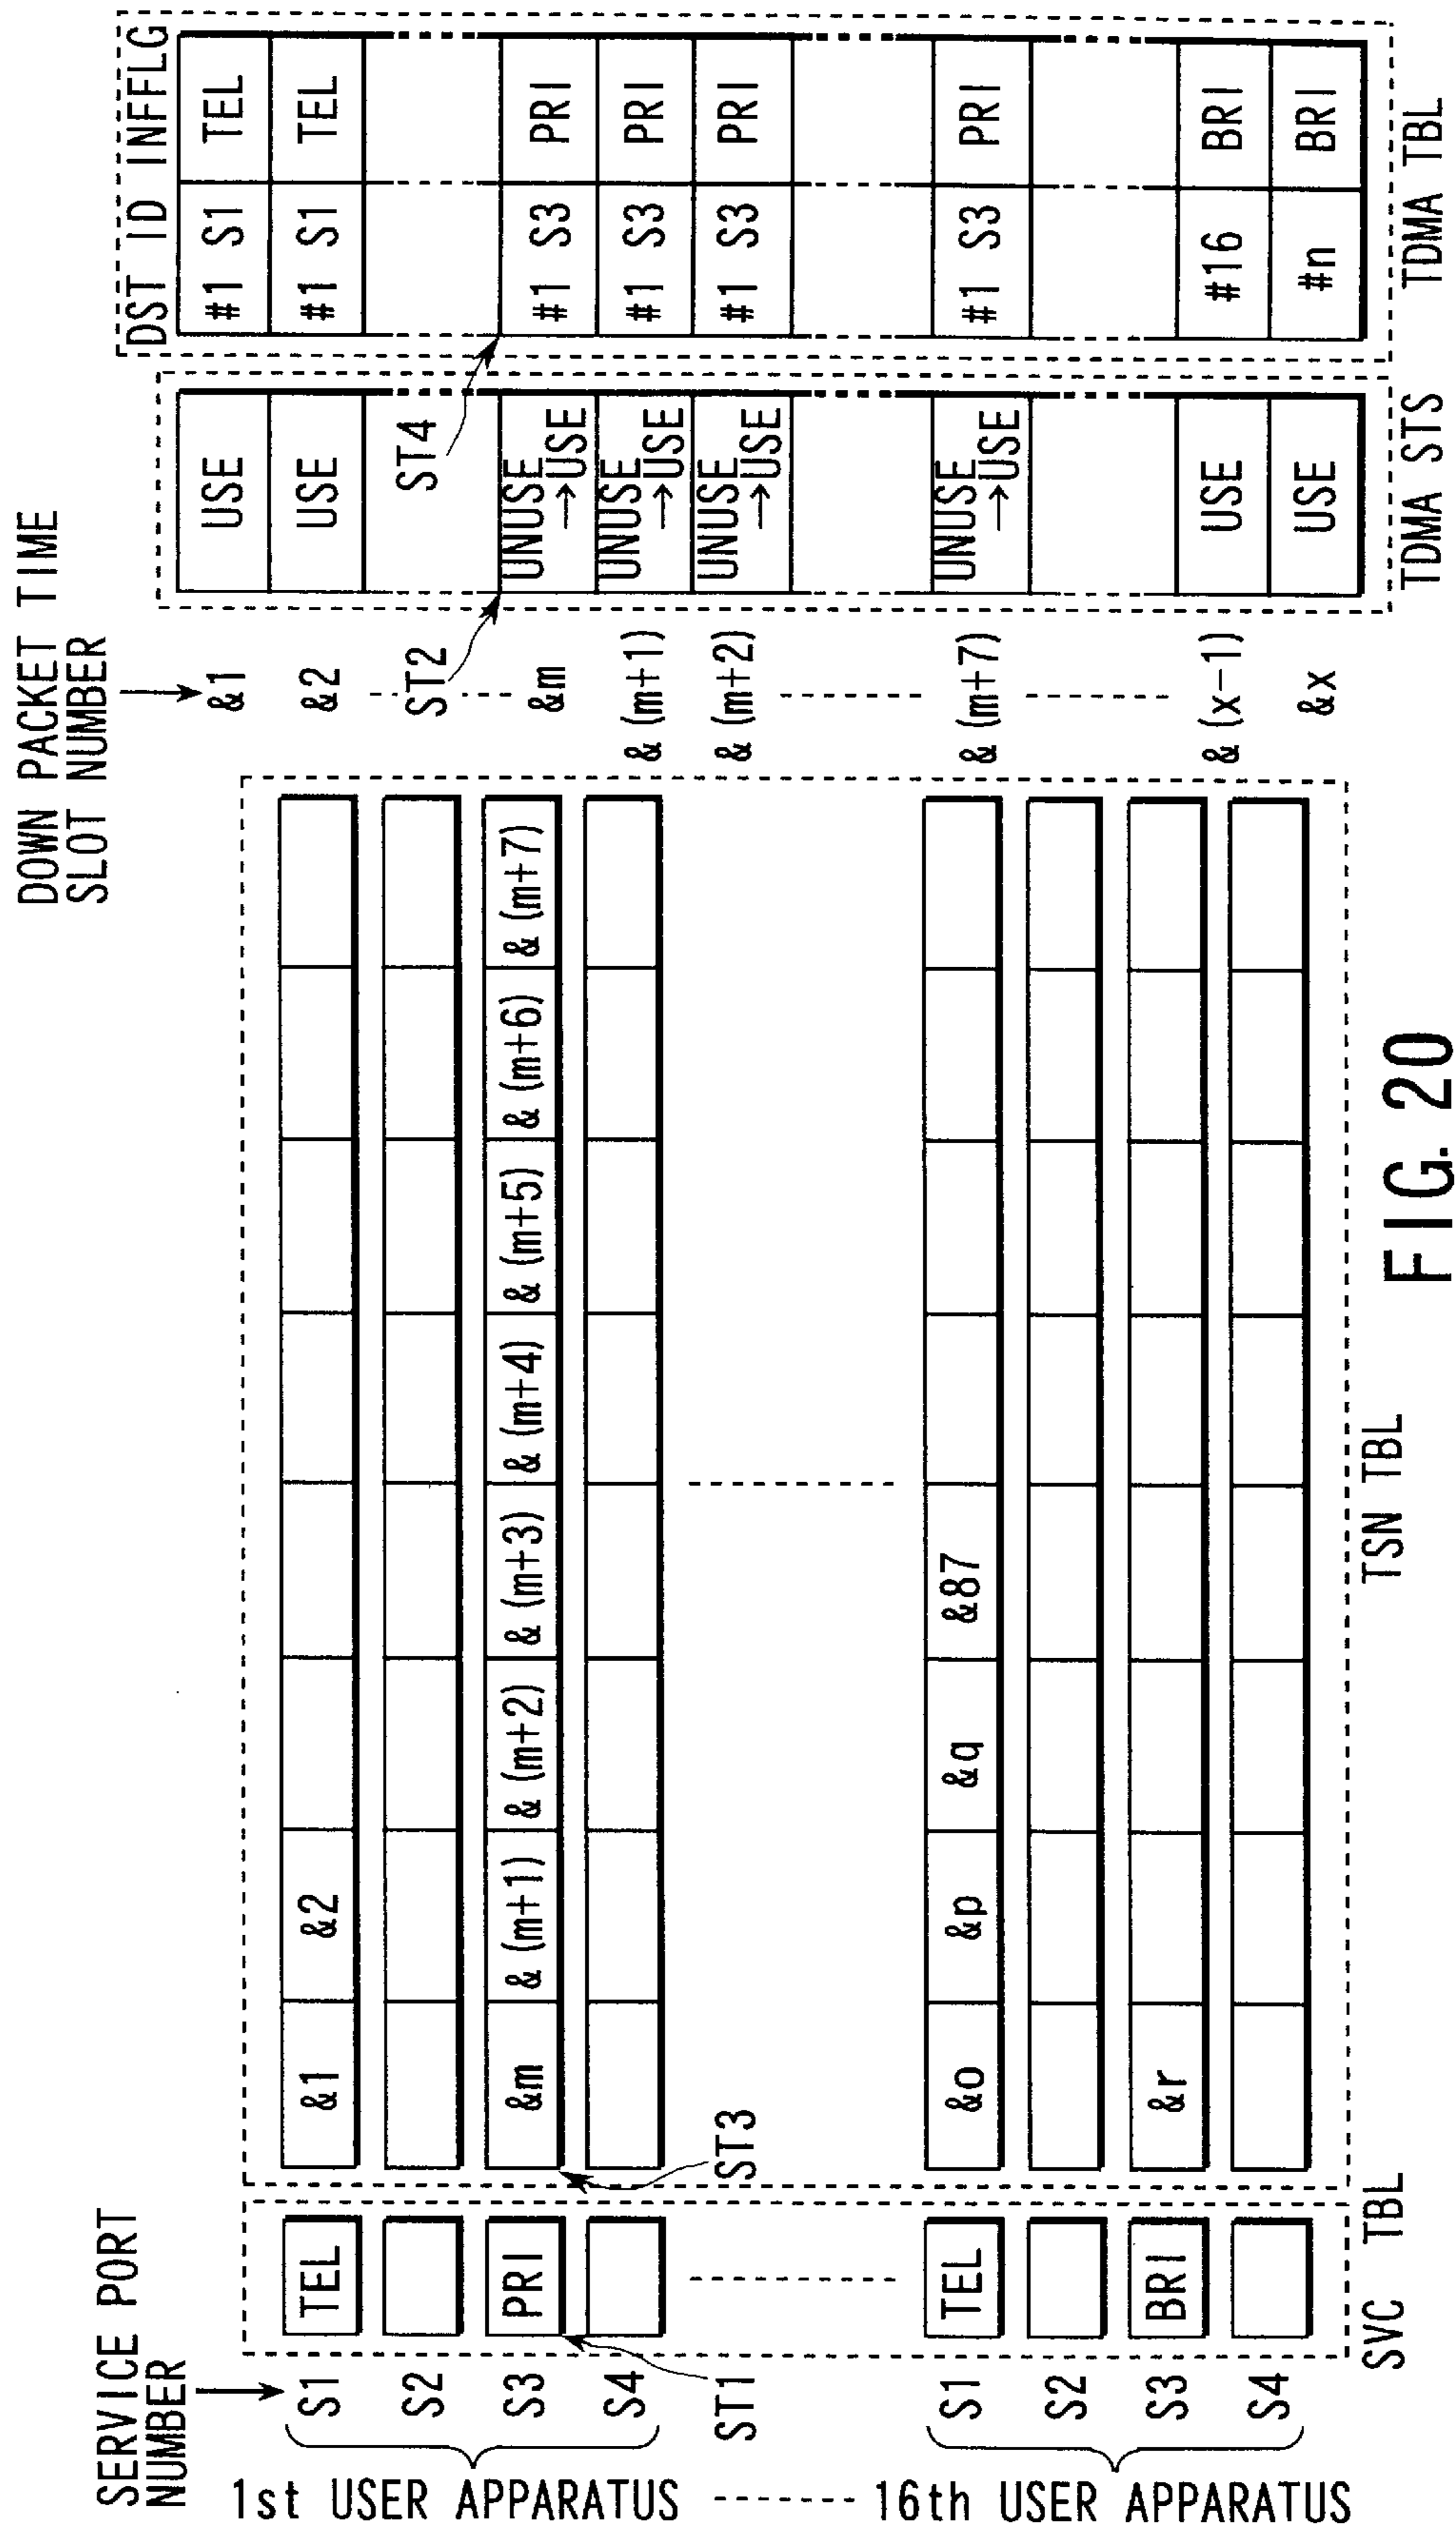 SERVICE PORT
NUMBER
DOWN PACKET TIME
SLOT NUMBER
DST ID INFFLG
1st USER APPARATUS
S1 TEL &1 &2
S2
S3 PRI &m & (m+1) & (m+2) & (m+3) & (m+4) & (m+5) & (m+6) & (m+7)
S4
ST1
ST3
16th USER APPARATUS
S1 TEL &o &p &q &87
S2
S3 BRI &r
S4
SVC TBL
TSN TBL
&1 USE #1 S1 TEL
&2 USE #1 S1 TEL
ST2
ST4
&m UNUSE →USE #1 S3 PRI
& (m+1) UNUSE →USE #1 S3 PRI
& (m+2) UNUSE →USE #1 S3 PRI
& (m+7) UNUSE →USE #1 S3 PRI
& (x−1) USE #16 BRI
&x USE #n BRI
TDMA STS
TDMA TBL
FIG. 20